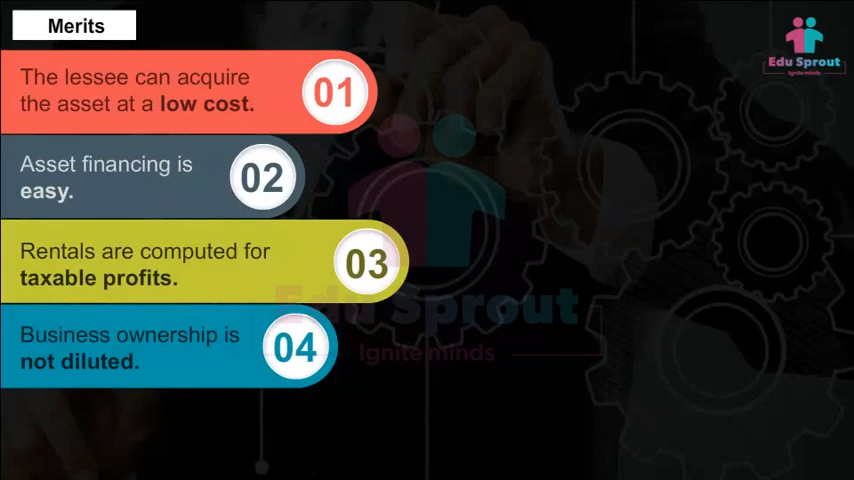 Merits
Edu Sprout
Ignite minds
The lessee can acquire
the asset at a low cost.
01
Asset financing is
easy.
02
Rentals are computed for
taxable profits.
03
Business ownership is
not diluted.
04
Edu Sprout
Ignite minds